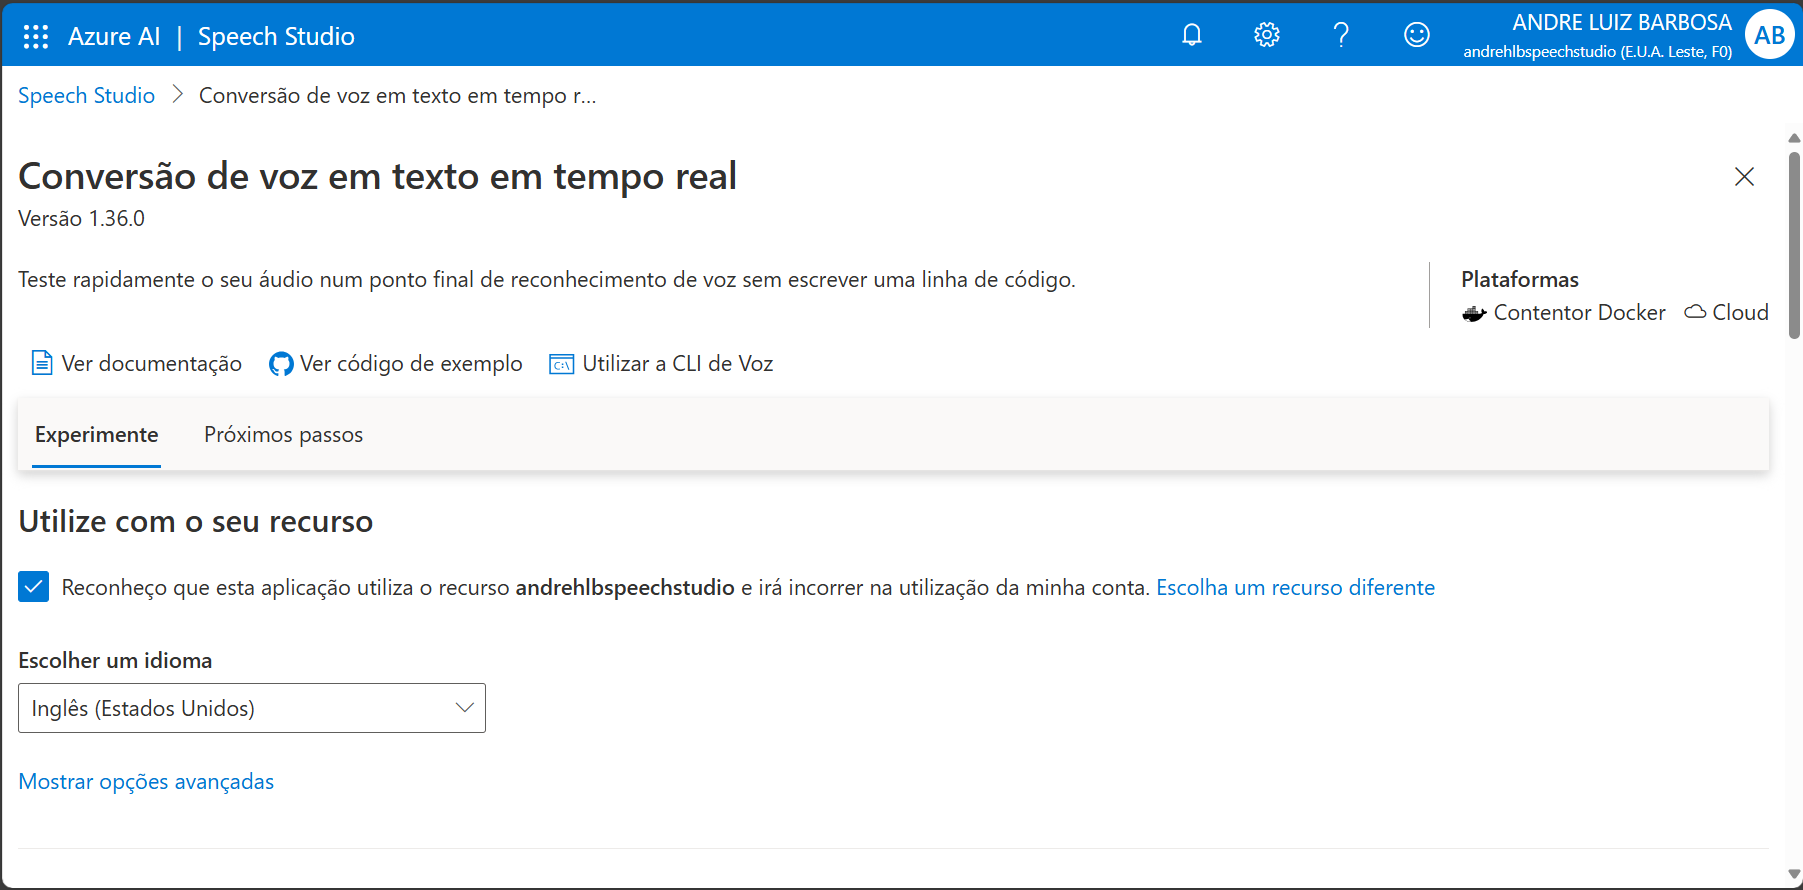 Azure AI | Speech Studio
ANDRE LUIZ BARBOSA
andrehlbspeechstudio (E.U.A. Leste, F0)
AB
Speech Studio > Conversão de voz em texto em tempo r...
Conversão de voz em texto em tempo real
Versão 1.36.0
Teste rapidamente o seu áudio num ponto final de reconhecimento de voz sem escrever uma linha de código.
Plataformas
Contentor Docker Cloud
Ver documentação Ver código de exemplo C:\ Utilizar a CLI de Voz
Experimente Próximos passos
Utilize com o seu recurso
Reconheço que esta aplicação utiliza o recurso andrehlbspeechstudio e irá incorrer na utilização da minha conta. Escolha um recurso diferente
Escolher um idioma
Inglês (Estados Unidos)
Mostrar opções avançadas